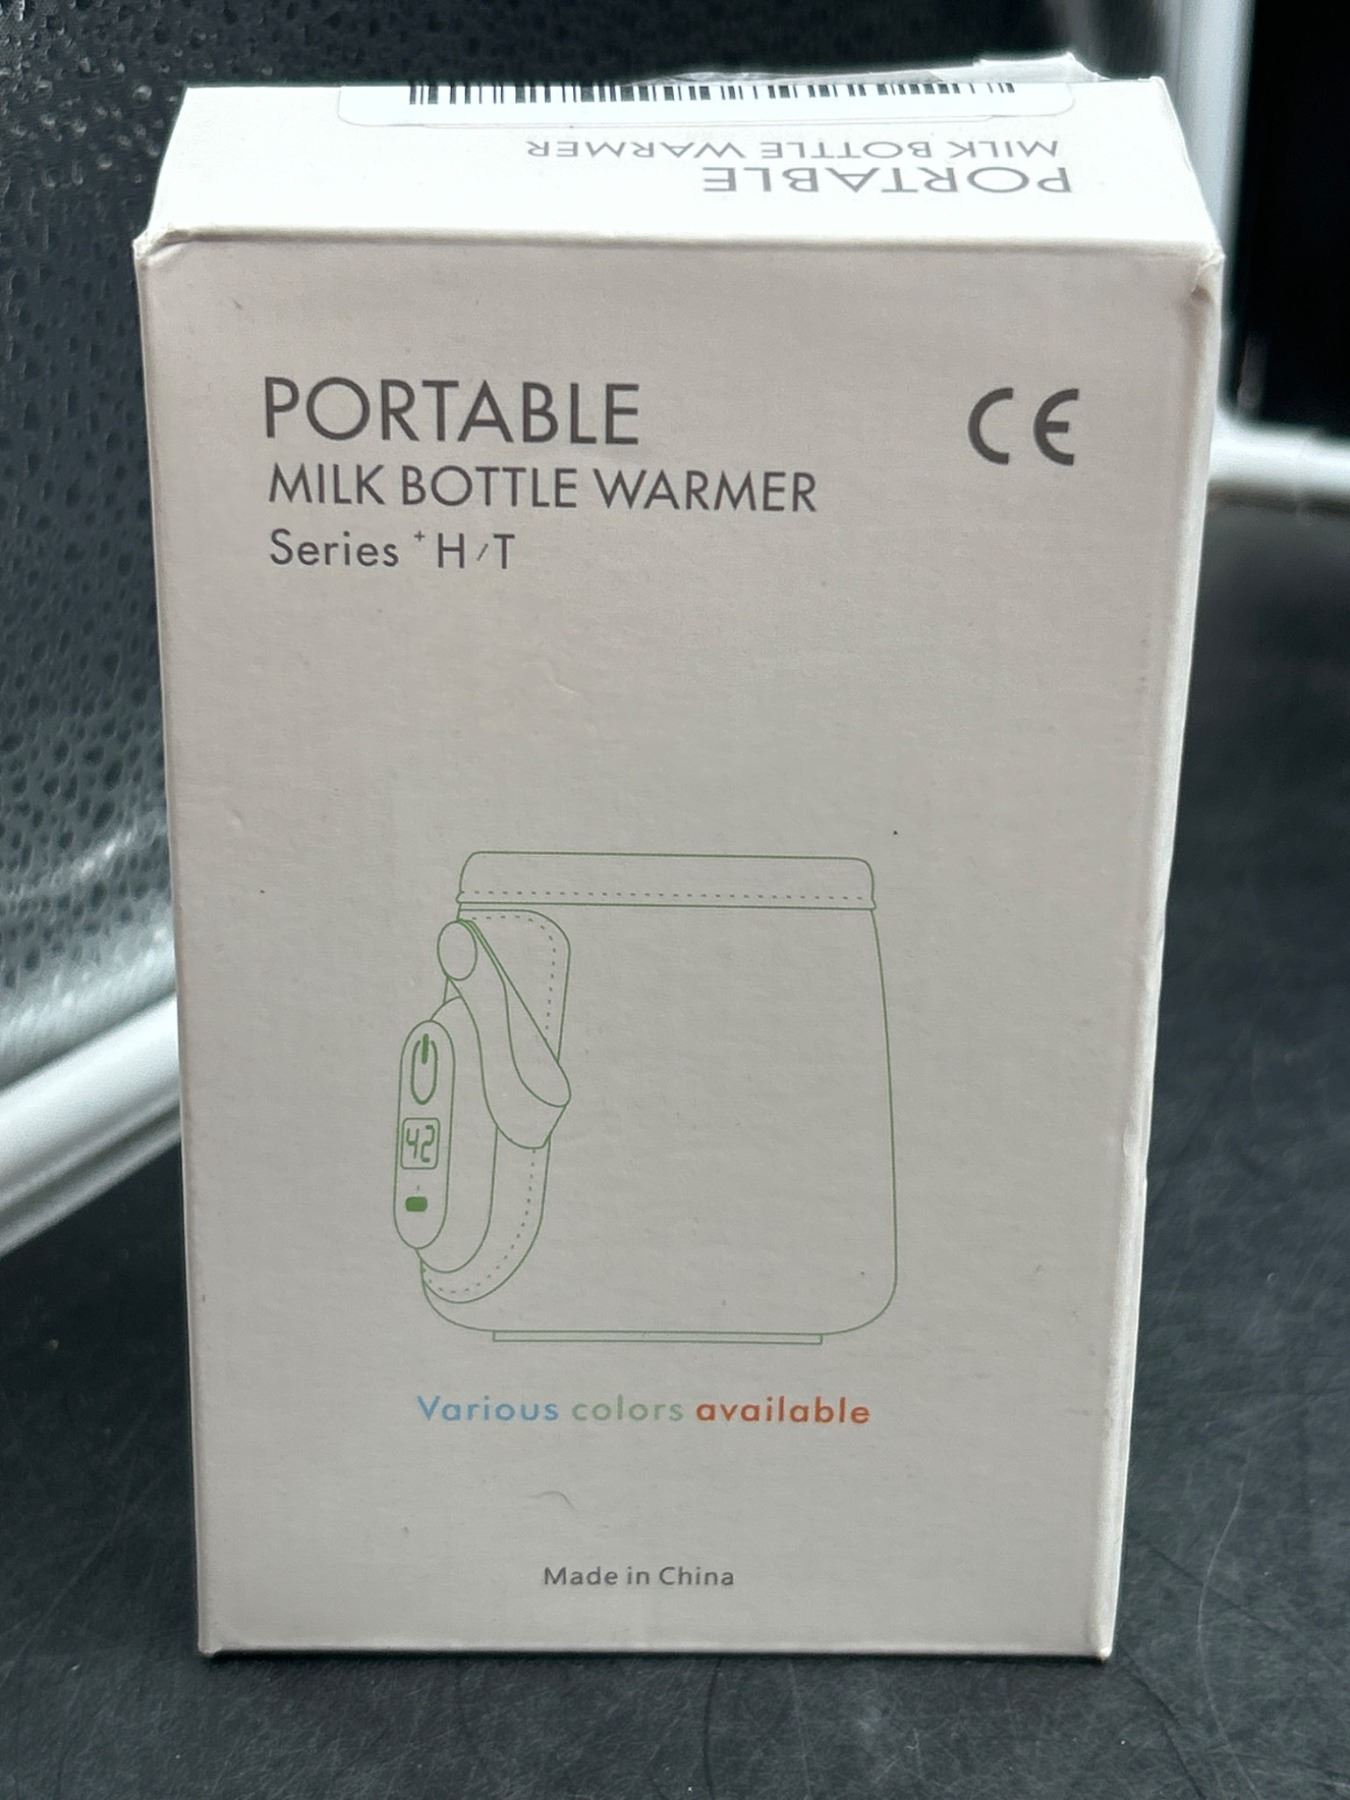 MILK BOTTLE WARMER
PORTABLE
PORTABLE
CE
MILK BOTTLE WARMER
Series +H/T
42
Various colors available
Made in China